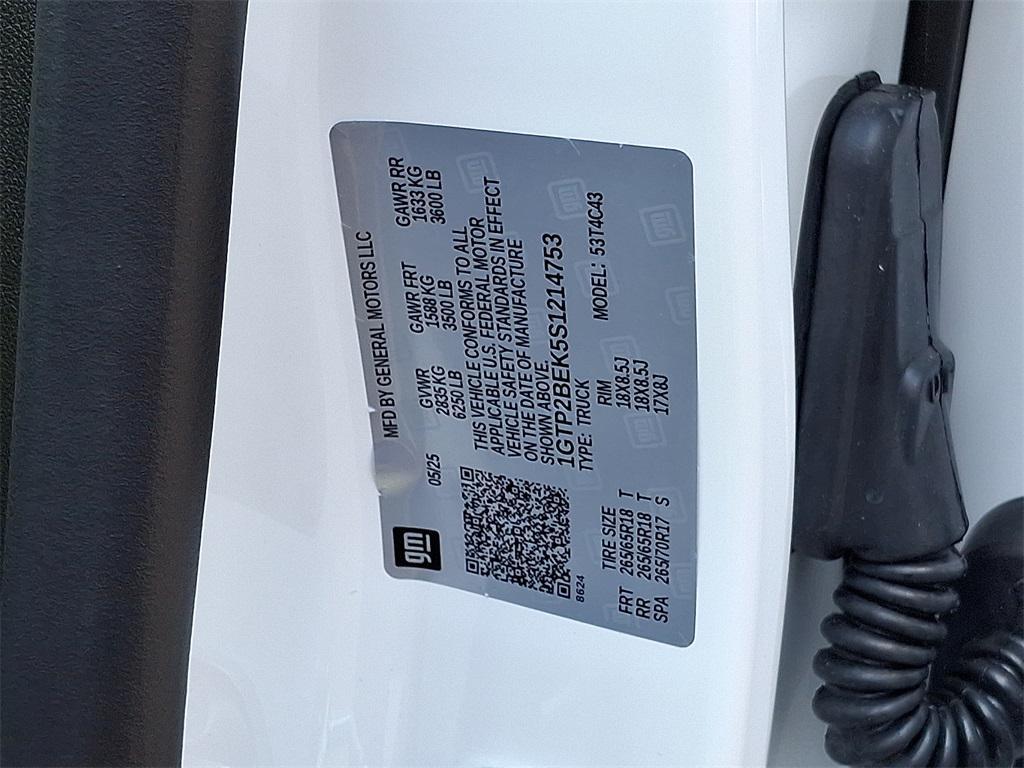 gm
MFD BY GENERAL MOTORS LLC
05/25
GVWR GAWR FRT GAWR RR
2835 KG 1588 KG 1633 KG
6250 LB 3500 LB 3600 LB
THIS VEHICLE CONFORMS TO ALL
APPLICABLE U.S. FEDERAL MOTOR
VEHICLE SAFETY STANDARDS IN EFFECT
ON THE DATE OF MANUFACTURE
SHOWN ABOVE.
1GTP2BEK5S1214753
8624
TYPE: TRUCK MODEL: 53T4C43
TIRE SIZE RIM
FRT 265/65R18 T 18X8.5J
RR 265/65R18 T 18X8.5J
SPA 265/70R17 S 17X8J